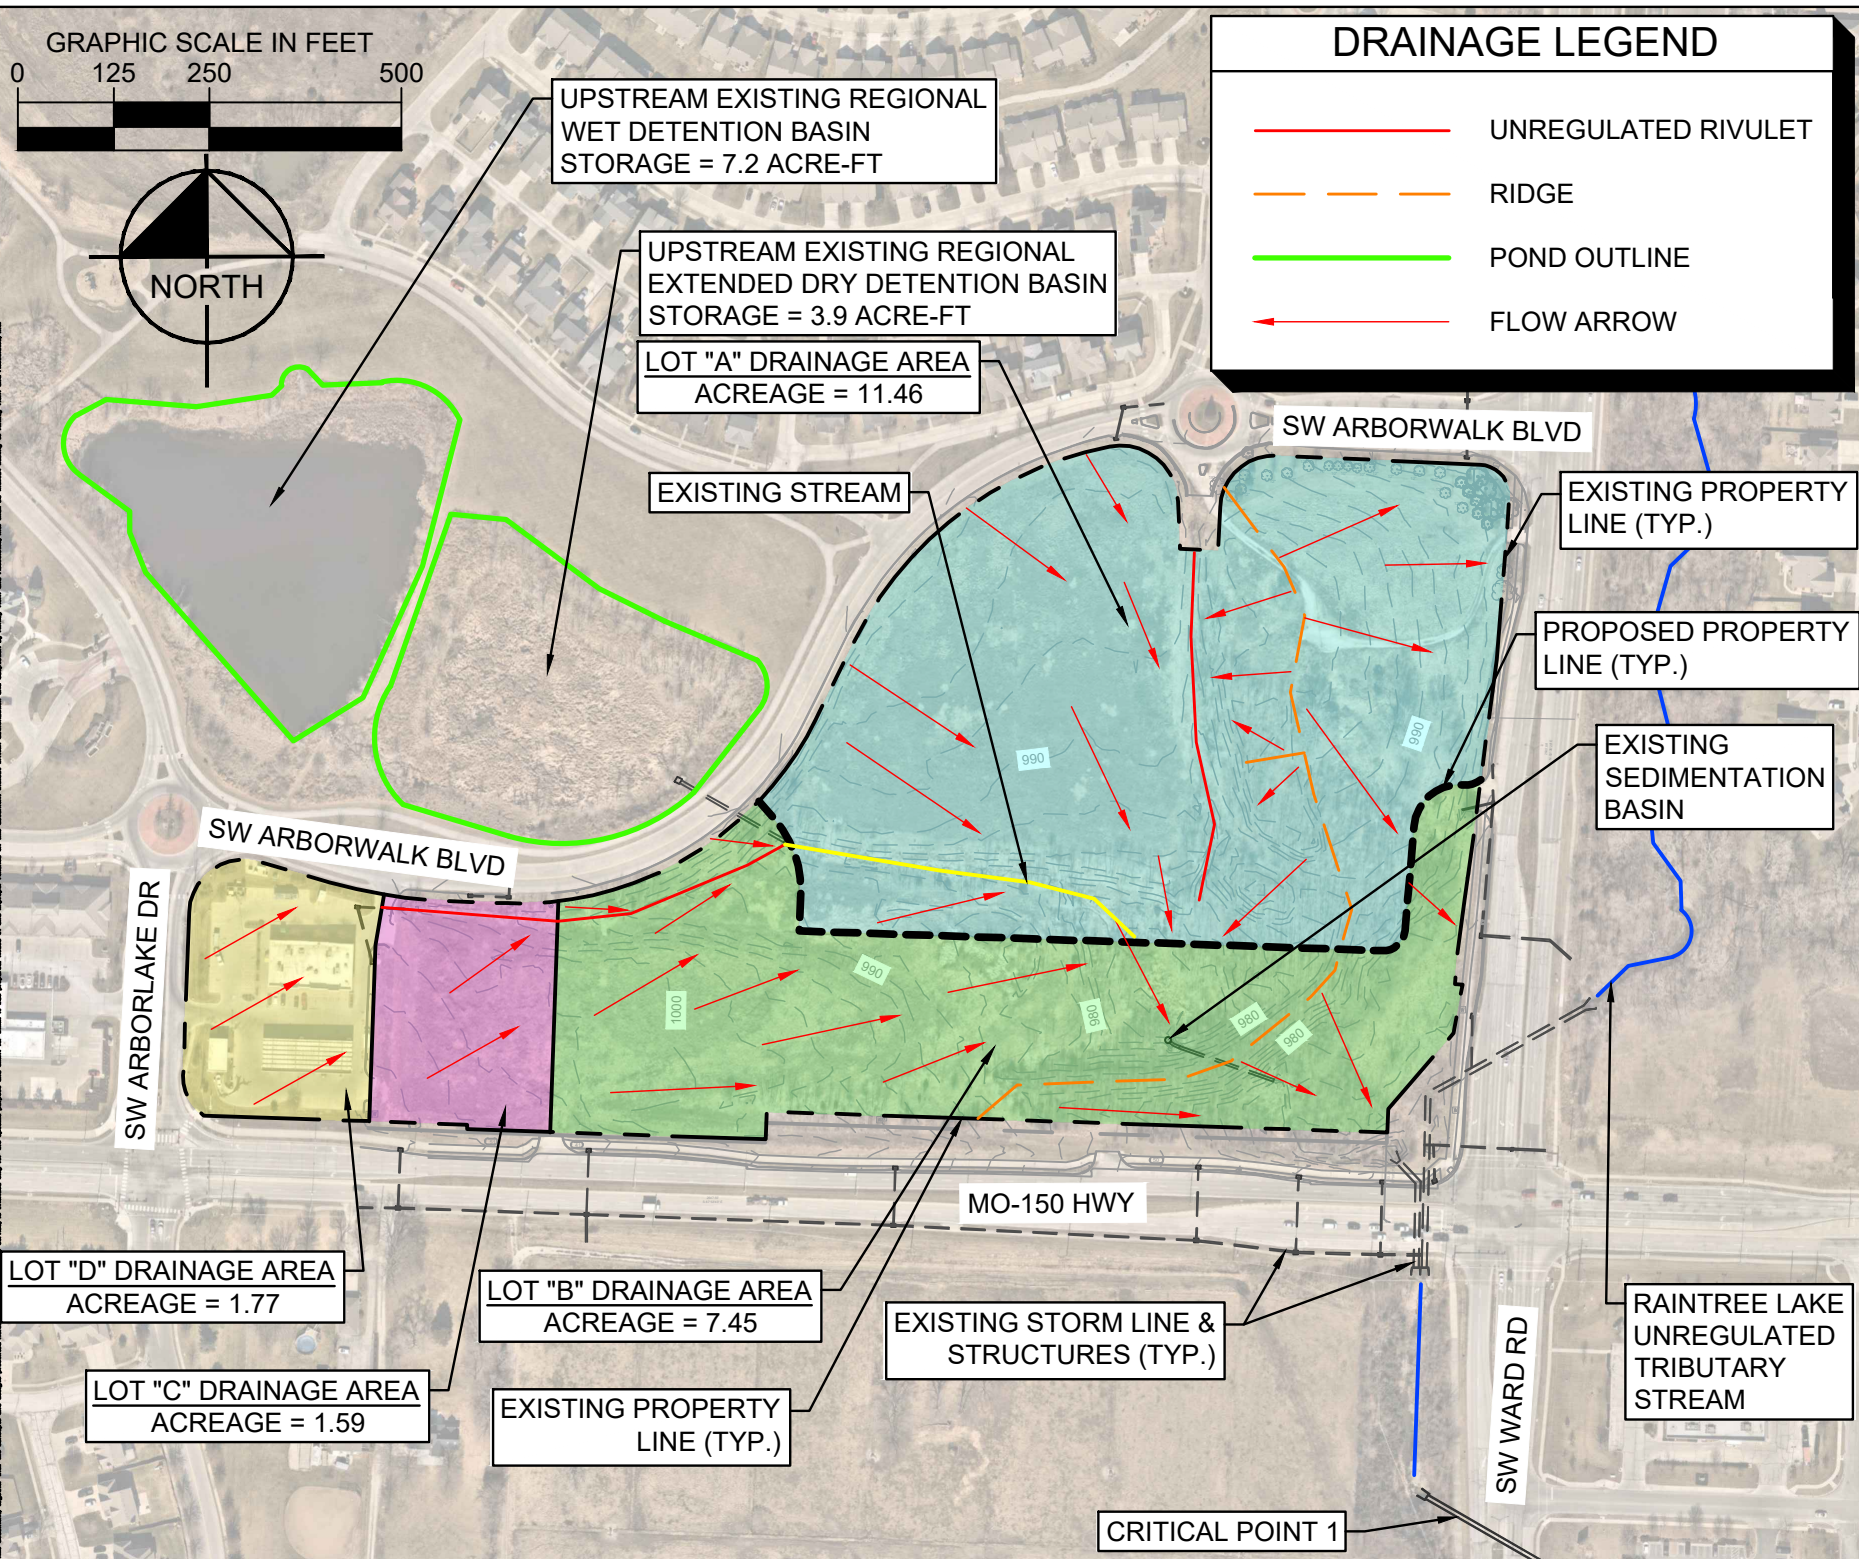 GRAPHIC SCALE IN FEET
0 125 250 500
NORTH
UPSTREAM EXISTING REGIONAL
WET DETENTION BASIN
STORAGE = 7.2 ACRE-FT
UPSTREAM EXISTING REGIONAL
EXTENDED DRY DETENTION BASIN
STORAGE = 3.9 ACRE-FT
LOT "A" DRAINAGE AREA
ACREAGE = 11.46
EXISTING STREAM
DRAINAGE LEGEND
UNREGULATED RIVULET
RIDGE
POND OUTLINE
FLOW ARROW
SW ARBORWALK BLVD
EXISTING PROPERTY
LINE (TYP.)
PROPOSED PROPERTY
LINE (TYP.)
EXISTING
SEDIMENTATION
BASIN
990
990
SW ARBORWALK BLVD
SW ARBORLAKE DR
990
1000
980
980
980
MO-150 HWY
LOT "D" DRAINAGE AREA
ACREAGE = 1.77
LOT "C" DRAINAGE AREA
ACREAGE = 1.59
LOT "B" DRAINAGE AREA
ACREAGE = 7.45
EXISTING PROPERTY
LINE (TYP.)
EXISTING STORM LINE &
STRUCTURES (TYP.)
RAINTREE LAKE
UNREGULATED
TRIBUTARY
STREAM
SW WARD RD
CRITICAL POINT 1